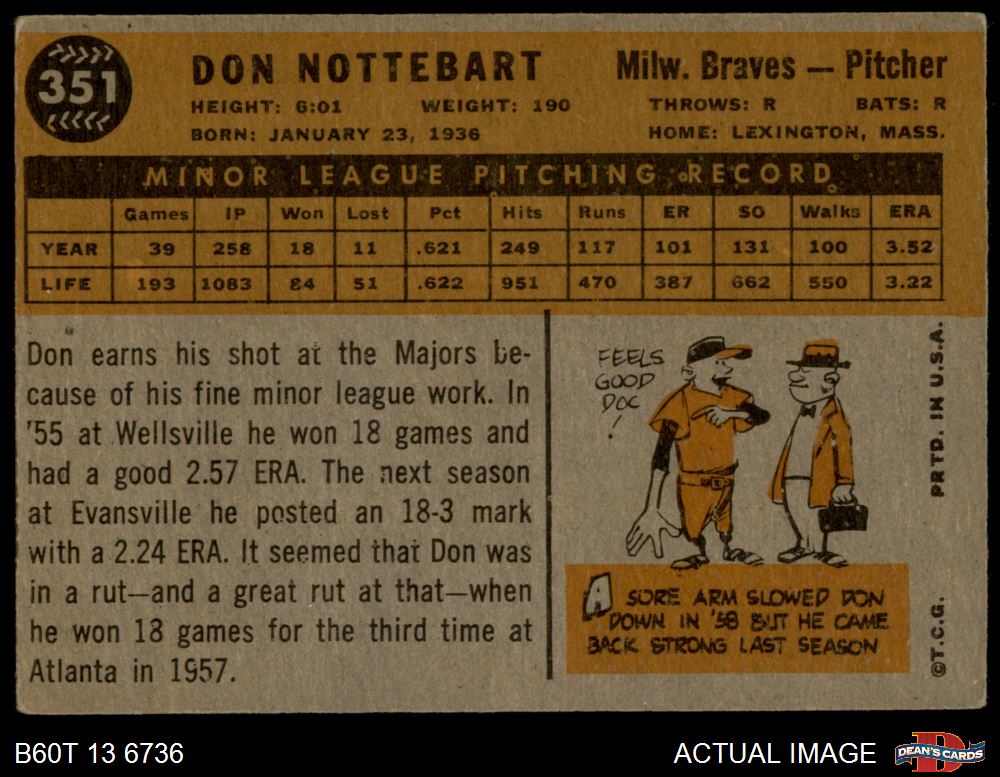 351
DON NOTTEBART
Milw. Braves — Pitcher
HEIGHT: 6:01 WEIGHT: 190 THROWS: R BATS: R
BORN: JANUARY 23, 1936 HOME: LEXINGTON, MASS.
MINOR LEAGUE PITCHING RECORD
Games IP Won Lost Pct Hits Runs ER SO Walks ERA
YEAR 39 258 18 11 .621 249 117 101 131 100 3.52
LIFE 193 1083 84 51 .622 951 470 387 662 550 3.22
Don earns his shot at the Majors be-
cause of his fine minor league work. In
'55 at Wellsville he won 18 games and
had a good 2.57 ERA. The next season
at Evansville he posted an 18-3 mark
with a 2.24 ERA. It seemed that Don was
in a rut—and a great rut at that—when
he won 18 games for the third time at
Atlanta in 1957.
FEELS
GOOD
DOC
!
A SORE ARM SLOWED DON
DOWN IN '58 BUT HE CAME
BACK STRONG LAST SEASON
©T.C.G. PRTD. IN U.S.A.
B60T 13 6736
ACTUAL IMAGE
DEAN'S CARDS